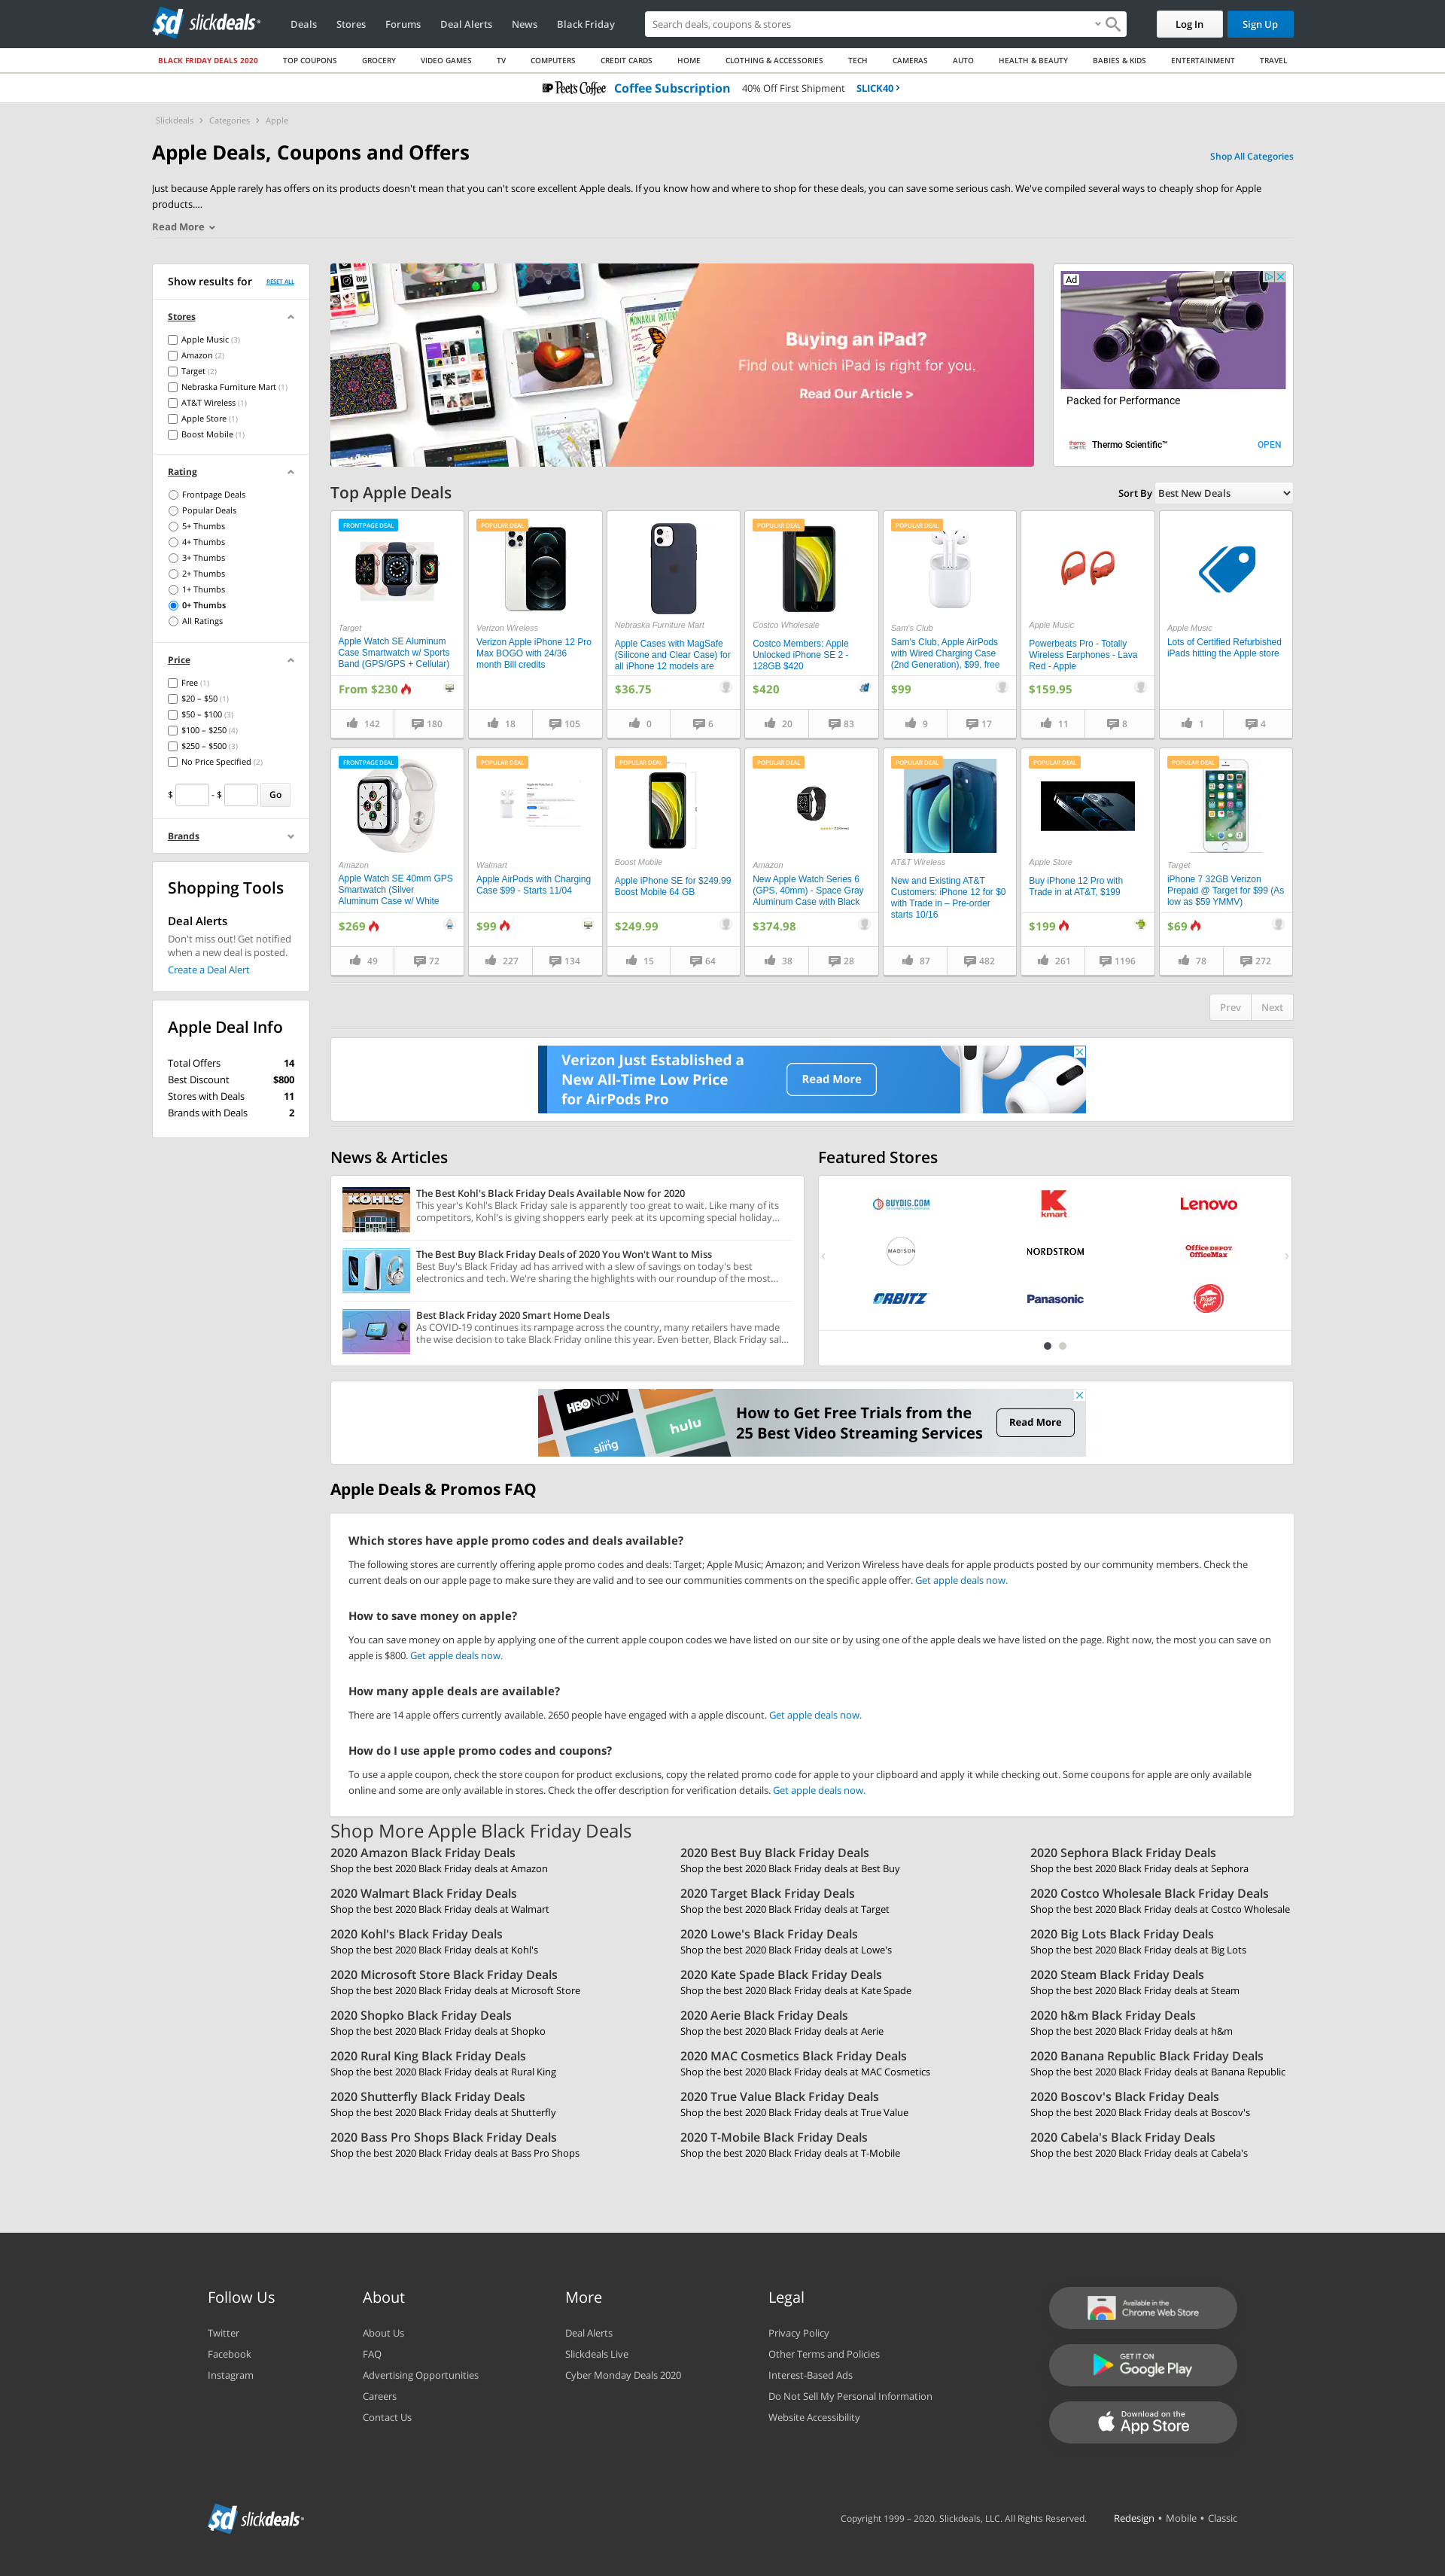 slickdeals
Deals Stores Forums Deal Alerts News Black Friday
Search deals, coupons & stores
Log In Sign Up
BLACK FRIDAY DEALS 2020 TOP COUPONS GROCERY VIDEO GAMES TV COMPUTERS CREDIT CARDS HOME CLOTHING & ACCESSORIES TECH CAMERAS AUTO HEALTH & BEAUTY BABIES & KIDS ENTERTAINMENT TRAVEL
Peet's Coffee Coffee Subscription 40% Off First Shipment SLICK40 >
Slickdeals > Categories > Apple
Apple Deals, Coupons and Offers
Shop All Categories
Just because Apple rarely has offers on its products doesn't mean that you can't score excellent Apple deals. If you know how and where to shop for these deals, you can save some serious cash. We've compiled several ways to cheaply shop for Apple
products....
Read More
Show results for RESET ALL
Stores
Apple Music (3)
Amazon (2)
Target (2)
Nebraska Furniture Mart (1)
AT&T Wireless (1)
Apple Store (1)
Boost Mobile (1)
Rating
Frontpage Deals
Popular Deals
5+ Thumbs
4+ Thumbs
3+ Thumbs
2+ Thumbs
1+ Thumbs
0+ Thumbs
All Ratings
Price
Free (1)
$20 – $50 (1)
$50 – $100 (3)
$100 – $250 (4)
$250 – $500 (3)
No Price Specified (2)
$ - $ Go
Brands
Shopping Tools
Deal Alerts
Don't miss out! Get notified
when a new deal is posted.
Create a Deal Alert
Apple Deal Info
Total Offers 14
Best Discount $800
Stores with Deals 11
Brands with Deals 2
Buying an iPad?
Find out which iPad is right for you.
Read Our Article >
Ad
Packed for Performance
Thermo Scientific™ OPEN
Top Apple Deals
Sort By Best New Deals
FRONTPAGE DEAL
Target
Apple Watch SE Aluminum
Case Smartwatch w/ Sports
Band (GPS/GPS + Cellular)
From $230
142 180
POPULAR DEAL
Verizon Wireless
Verizon Apple iPhone 12 Pro
Max BOGO with 24/36
month Bill credits
18 105
Nebraska Furniture Mart
Apple Cases with MagSafe
(Silicone and Clear Case) for
all iPhone 12 models are
$36.75
0 6
POPULAR DEAL
Costco Wholesale
Costco Members: Apple
Unlocked iPhone SE 2 -
128GB $420
$420
20 83
POPULAR DEAL
Sam's Club
Sam's Club, Apple AirPods
with Wired Charging Case
(2nd Generation), $99, free
$99
9 17
Apple Music
Powerbeats Pro - Totally
Wireless Earphones - Lava
Red - Apple
$159.95
11 8
Apple Music
Lots of Certified Refurbished
iPads hitting the Apple store
1 4
FRONTPAGE DEAL
Amazon
Apple Watch SE 40mm GPS
Smartwatch (Silver
Aluminum Case w/ White
$269
49 72
POPULAR DEAL
Walmart
Apple AirPods with Charging
Case $99 - Starts 11/04
$99
227 134
POPULAR DEAL
Boost Mobile
Apple iPhone SE for $249.99
Boost Mobile 64 GB
$249.99
15 64
POPULAR DEAL
Amazon
New Apple Watch Series 6
(GPS, 40mm) - Space Gray
Aluminum Case with Black
$374.98
38 28
POPULAR DEAL
AT&T Wireless
New and Existing AT&T
Customers: iPhone 12 for $0
with Trade in – Pre-order
starts 10/16
87 482
POPULAR DEAL
Apple Store
Buy iPhone 12 Pro with
Trade in at AT&T, $199
$199
261 1196
POPULAR DEAL
Target
iPhone 7 32GB Verizon
Prepaid @ Target for $99 (As
low as $59 YMMV)
$69
78 272
Prev Next
Verizon Just Established a
New All-Time Low Price
for AirPods Pro
Read More
News & Articles
KOHL'S
The Best Kohl's Black Friday Deals Available Now for 2020
This year's Kohl's Black Friday sale is apparently too great to wait. Like many of its
competitors, Kohl's is giving shoppers early peek at its upcoming special holiday...
The Best Buy Black Friday Deals of 2020 You Won't Want to Miss
Best Buy's Black Friday ad has arrived with a slew of savings on today's best
electronics and tech. We're sharing the highlights with our roundup of the most...
Best Black Friday 2020 Smart Home Deals
As COVID-19 continues its rampage across the country, many retailers have made
the wise decision to take Black Friday online this year. Even better, Black Friday sal...
Featured Stores
BUYDIG.COM
Kmart
Lenovo
MADISON
NORDSTROM
Office DEPOT
OfficeMax
ORBITZ
Panasonic
Pizza Hut
HBO NOW
hulu
sling
How to Get Free Trials from the
25 Best Video Streaming Services
Read More
Apple Deals & Promos FAQ
Which stores have apple promo codes and deals available?
The following stores are currently offering apple promo codes and deals: Target; Apple Music; Amazon; and Verizon Wireless have deals for apple products posted by our community members. Check the
current deals on our apple page to make sure they are valid and to see our communities comments on the specific apple offer. Get apple deals now.
How to save money on apple?
You can save money on apple by applying one of the current apple coupon codes we have listed on our site or by using one of the apple deals we have listed on the page. Right now, the most you can save on
apple is $800. Get apple deals now.
How many apple deals are available?
There are 14 apple offers currently available. 2650 people have engaged with a apple discount. Get apple deals now.
How do I use apple promo codes and coupons?
To use a apple coupon, check the store coupon for product exclusions, copy the related promo code for apple to your clipboard and apply it while checking out. Some coupons for apple are only available
online and some are only available in stores. Check the offer description for verification details. Get apple deals now.
Shop More Apple Black Friday Deals
2020 Amazon Black Friday Deals
Shop the best 2020 Black Friday deals at Amazon
2020 Best Buy Black Friday Deals
Shop the best 2020 Black Friday deals at Best Buy
2020 Sephora Black Friday Deals
Shop the best 2020 Black Friday deals at Sephora
2020 Walmart Black Friday Deals
Shop the best 2020 Black Friday deals at Walmart
2020 Target Black Friday Deals
Shop the best 2020 Black Friday deals at Target
2020 Costco Wholesale Black Friday Deals
Shop the best 2020 Black Friday deals at Costco Wholesale
2020 Kohl's Black Friday Deals
Shop the best 2020 Black Friday deals at Kohl's
2020 Lowe's Black Friday Deals
Shop the best 2020 Black Friday deals at Lowe's
2020 Big Lots Black Friday Deals
Shop the best 2020 Black Friday deals at Big Lots
2020 Microsoft Store Black Friday Deals
Shop the best 2020 Black Friday deals at Microsoft Store
2020 Kate Spade Black Friday Deals
Shop the best 2020 Black Friday deals at Kate Spade
2020 Steam Black Friday Deals
Shop the best 2020 Black Friday deals at Steam
2020 Shopko Black Friday Deals
Shop the best 2020 Black Friday deals at Shopko
2020 Aerie Black Friday Deals
Shop the best 2020 Black Friday deals at Aerie
2020 h&m Black Friday Deals
Shop the best 2020 Black Friday deals at h&m
2020 Rural King Black Friday Deals
Shop the best 2020 Black Friday deals at Rural King
2020 MAC Cosmetics Black Friday Deals
Shop the best 2020 Black Friday deals at MAC Cosmetics
2020 Banana Republic Black Friday Deals
Shop the best 2020 Black Friday deals at Banana Republic
2020 Shutterfly Black Friday Deals
Shop the best 2020 Black Friday deals at Shutterfly
2020 True Value Black Friday Deals
Shop the best 2020 Black Friday deals at True Value
2020 Boscov's Black Friday Deals
Shop the best 2020 Black Friday deals at Boscov's
2020 Bass Pro Shops Black Friday Deals
Shop the best 2020 Black Friday deals at Bass Pro Shops
2020 T-Mobile Black Friday Deals
Shop the best 2020 Black Friday deals at T-Mobile
2020 Cabela's Black Friday Deals
Shop the best 2020 Black Friday deals at Cabela's
Follow Us
Twitter
Facebook
Instagram
About
About Us
FAQ
Advertising Opportunities
Careers
Contact Us
More
Deal Alerts
Slickdeals Live
Cyber Monday Deals 2020
Legal
Privacy Policy
Other Terms and Policies
Interest-Based Ads
Do Not Sell My Personal Information
Website Accessibility
Available in the
Chrome Web Store
GET IT ON
Google Play
Download on the
App Store
slickdeals
Copyright 1999 – 2020. Slickdeals, LLC. All Rights Reserved. Redesign • Mobile • Classic